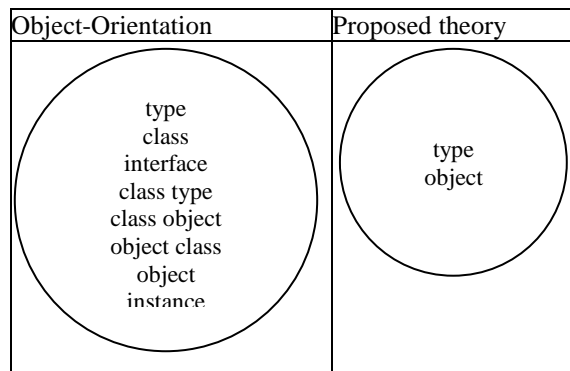 Object-Orientation
Proposed theory
type
class
interface
class type
class object
object class
object
instance
type
object